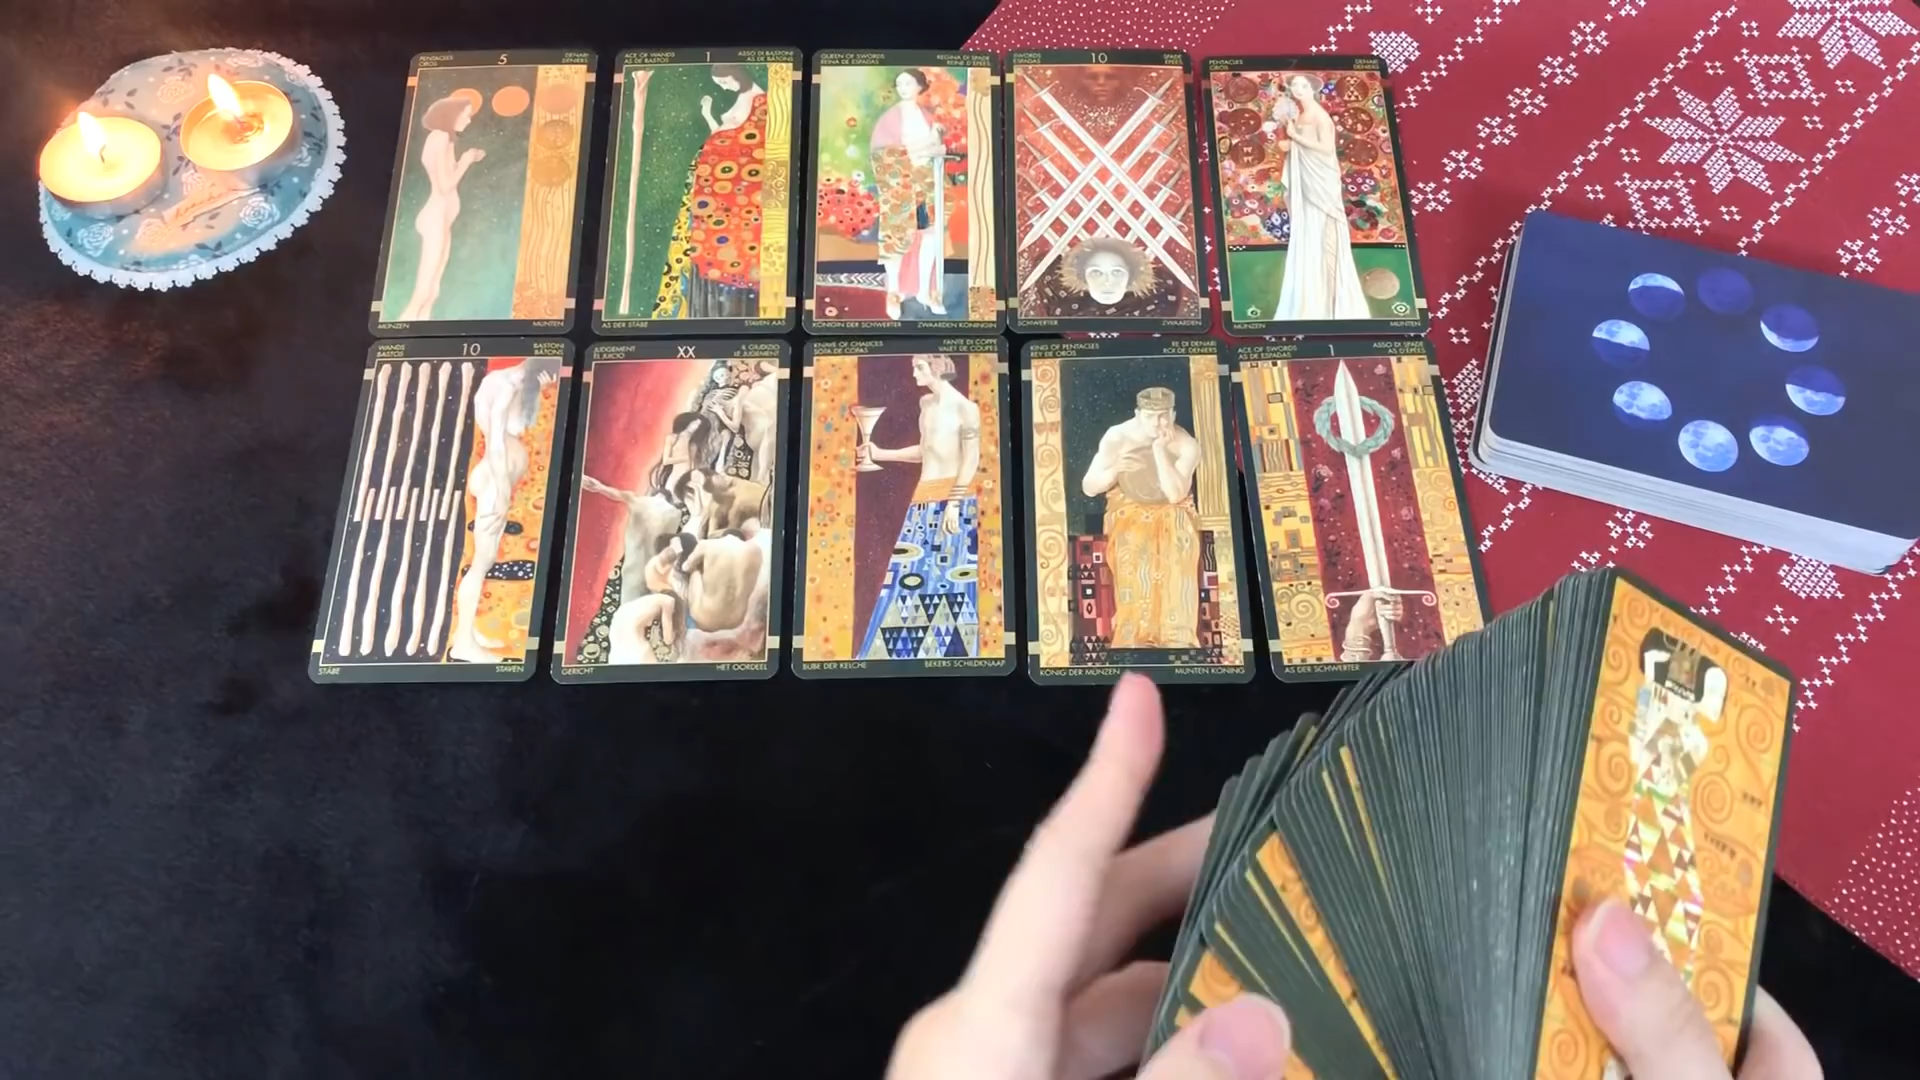 PENTACLES
OROS
5
DENARI
DENIERS
MÜNZEN
MUNTEN
ACE OF WANDS
AS DE BASTOS
1
ASSO DI BASTONI
AS DE BÂTONS
AS DER STÄBE
STAVEN AAS
QUEEN OF SWORDS
REINA DE ESPADAS
REGINA DI SPADE
REINE D'ÉPÉES
KÖNIGIN DER SCHWERTER
ZWAARDEN KONINGIN
SWORDS
ESPADAS
10
SPADE
ÉPÉES
SCHWERTER
ZWAARDEN
PENTACLES
OROS
7
DENARI
DENIERS
MÜNZEN
MUNTEN
WANDS
BASTOS
10
BASTONI
BÂTONS
STÄBE
STAVEN
JUDGEMENT
EL JUICIO
XX
IL GIUDIZIO
LE JUGEMENT
GERICHT
HET OORDEEL
KNAVE OF CHALICES
SOTA DE COPAS
FANTE DI COPPE
VALET DE COUPES
BUBE DER KELCHE
BEKERS SCHILDKNAAP
KING OF PENTACLES
REY DE OROS
RE DI DENARI
ROI DE DENIERS
KÖNIG DER MÜNZEN
MUNTEN KONING
ACE OF SWORDS
AS DE ESPADAS
1
ASSO DI SPADE
AS D'ÉPÉES
AS DER SCHWERTER